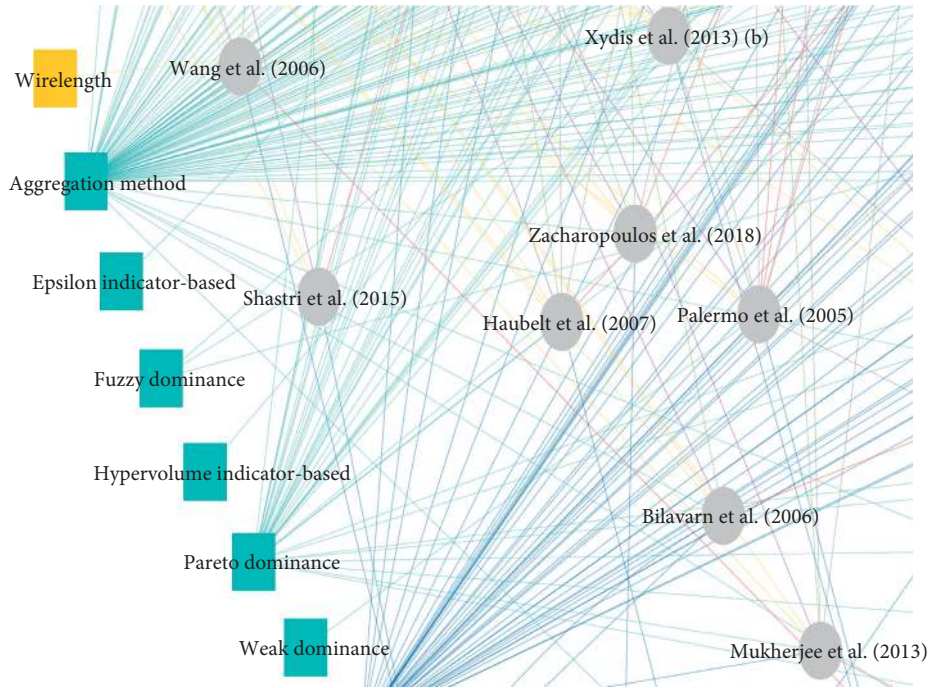 Xydis et al. (2013) (b)
Wang et al. (2006)
Wirelength
Aggregation method
Zacharopoulos et al. (2018)
Epsilon indicator-based
Shastri et al. (2015)
Haubelt et al. (2007)
Palermo et al. (2005)
Fuzzy dominance
Hypervolume indicator-based
Bilavarn et al. (2006)
Pareto dominance
Weak dominance
Mukherjee et al. (2013)